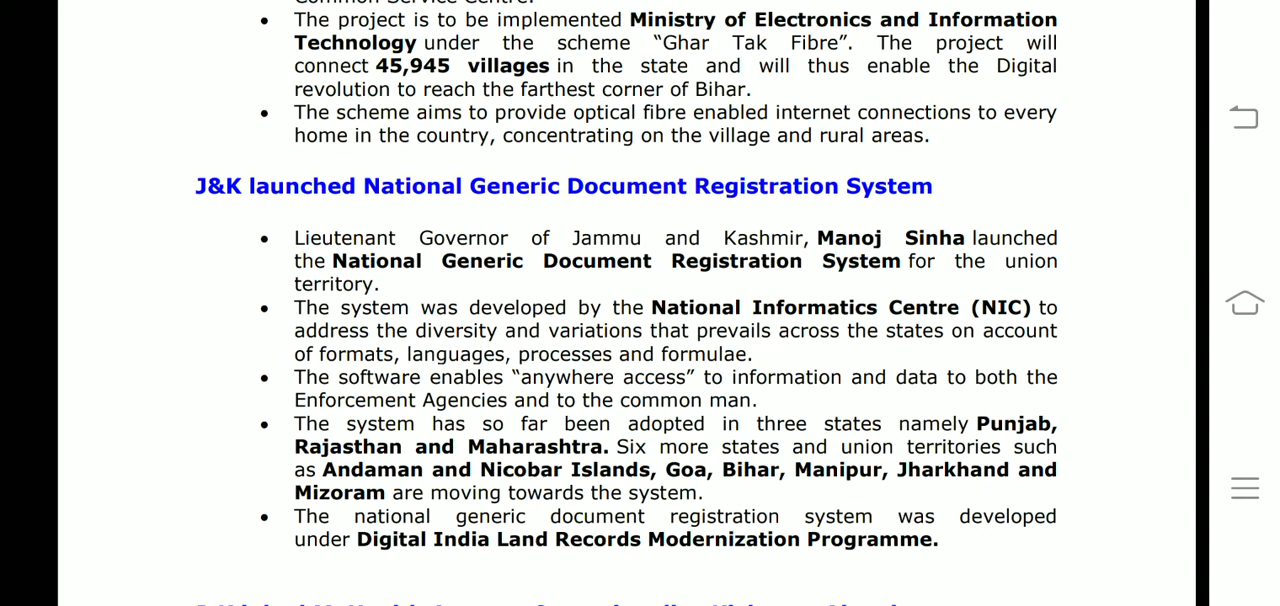 • The project is to be implemented Ministry of Electronics and Information
Technology under the scheme “Ghar Tak Fibre”. The project will
connect 45,945 villages in the state and will thus enable the Digital
revolution to reach the farthest corner of Bihar.
• The scheme aims to provide optical fibre enabled internet connections to every
home in the country, concentrating on the village and rural areas.
J&K launched National Generic Document Registration System
• Lieutenant Governor of Jammu and Kashmir, Manoj Sinha launched
the National Generic Document Registration System for the union
territory.
• The system was developed by the National Informatics Centre (NIC) to
address the diversity and variations that prevails across the states on account
of formats, languages, processes and formulae.
• The software enables “anywhere access” to information and data to both the
Enforcement Agencies and to the common man.
• The system has so far been adopted in three states namely Punjab,
Rajasthan and Maharashtra. Six more states and union territories such
as Andaman and Nicobar Islands, Goa, Bihar, Manipur, Jharkhand and
Mizoram are moving towards the system.
• The national generic document registration system was developed
under Digital India Land Records Modernization Programme.